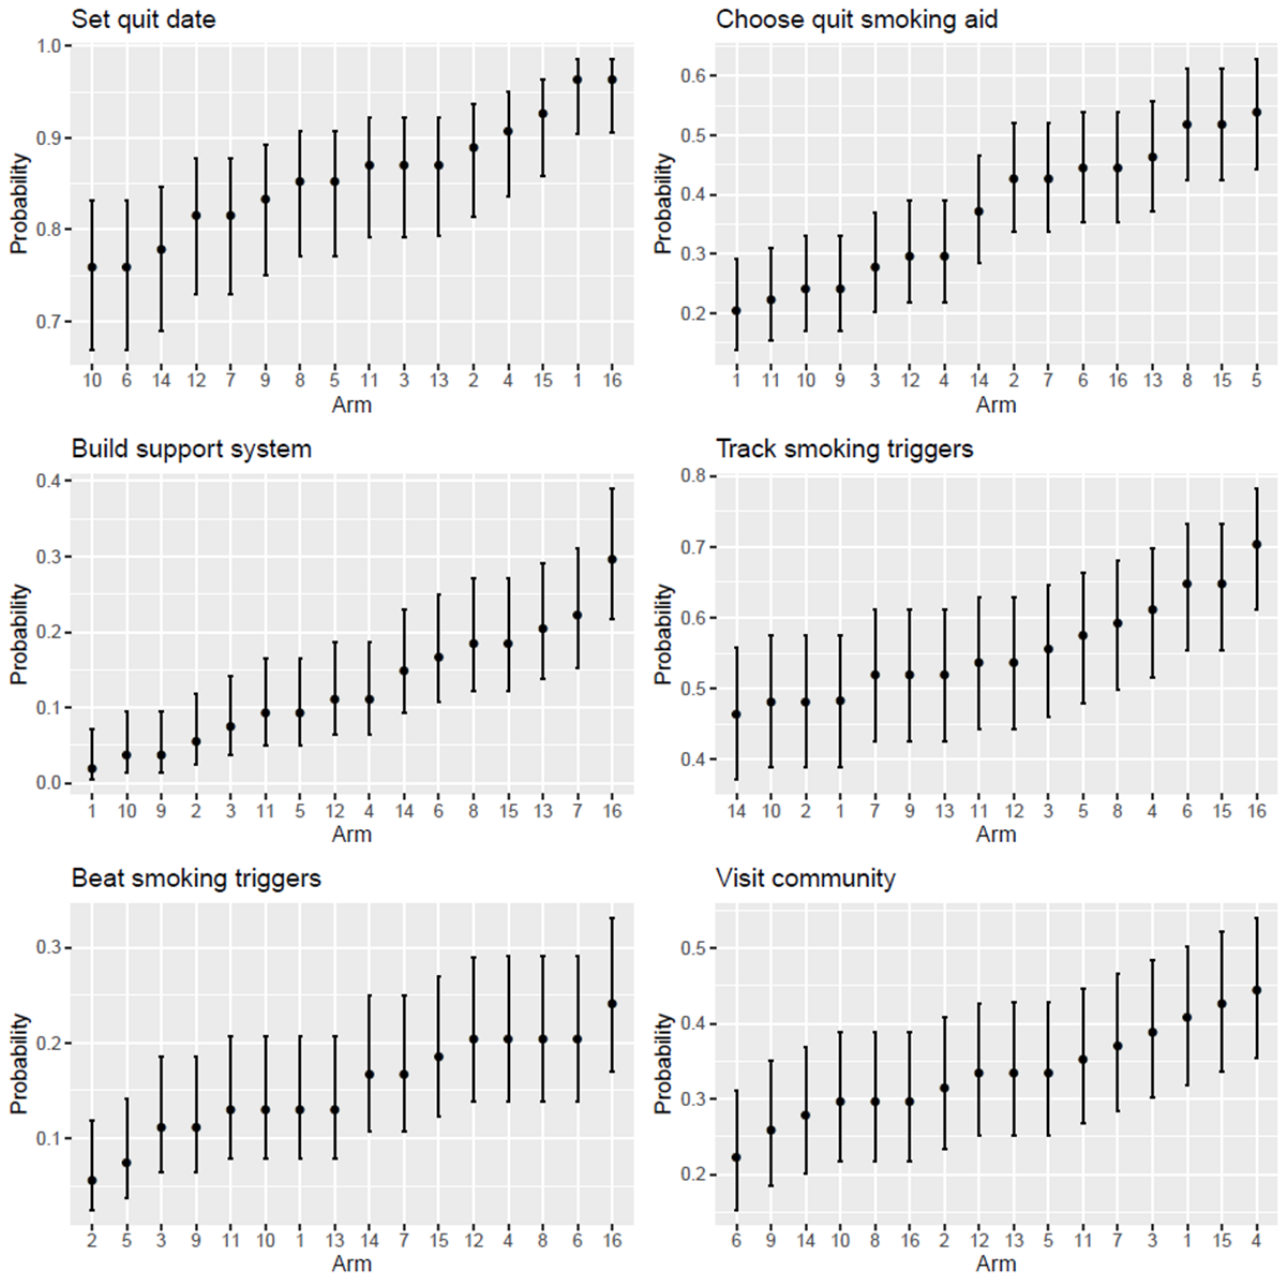 Set quit date
Probability
1.0
0.9
0.8
0.7
10 6 14 12 7 9 8 5 11 3 13 2 4 15 1 16
Arm
Choose quit smoking aid
Probability
0.6
0.5
0.4
0.3
0.2
1 11 10 9 3 12 4 14 2 7 6 16 13 8 15 5
Arm
Build support system
Probability
0.4
0.3
0.2
0.1
0.0
1 10 9 2 3 11 5 12 4 14 6 8 15 13 7 16
Arm
Track smoking triggers
Probability
0.8
0.7
0.6
0.5
0.4
14 10 2 1 7 9 13 11 12 3 5 8 4 6 15 16
Arm
Beat smoking triggers
Probability
0.3
0.2
0.1
2 5 3 9 11 10 1 13 14 7 15 12 4 8 6 16
Arm
Visit community
Probability
0.5
0.4
0.3
0.2
6 9 14 10 8 16 2 12 13 5 11 7 3 1 15 4
Arm